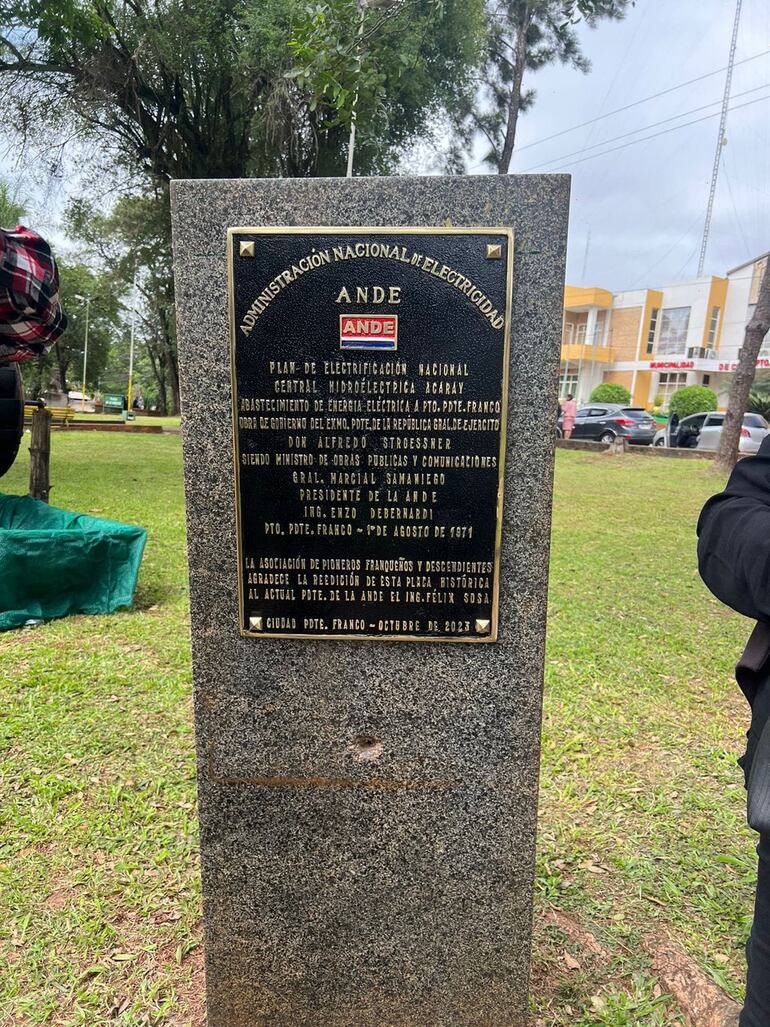 ADMINISTRACIÓN NACIONAL DE ELECTRICIDAD
ANDE
ANDE
PLAN DE ELECTRIFICACIÓN NACIONAL
CENTRAL HIDROÉLECTRICA ACARAY
ABASTECIMIENTO DE ENERGIA ELÉCTRICA A PTO. PDTE. FRANCO
OBRA DE GOBIERNO DEL EXMO. PDTE. DE LA REPÚBLICA GRAL. DE EJERCITO
DON ALFREDO STROESSNER
SIENDO MINISTRO DE OBRAS PUBLICAS Y COMUNICACIONES
GRAL. MARCIAL SAMANIEGO
PRESIDENTE DE LA ANDE
ING. ENZO DEBERNARDI
PTO. PDTE. FRANCO - 1º DE AGOSTO DE 1971
LA ASOCIACIÓN DE PIONEROS FRANQUEÑOS Y DESCENDIENTES
AGRADECE LA REEDICIÓN DE ESTA PLACA HISTÓRICA
AL ACTUAL PDTE. DE LA ANDE EL ING. FÉLIX SOSA
CIUDAD PDTE. FRANCO - OCTUBRE DE 2023
MUNICIPALIDAD
DE